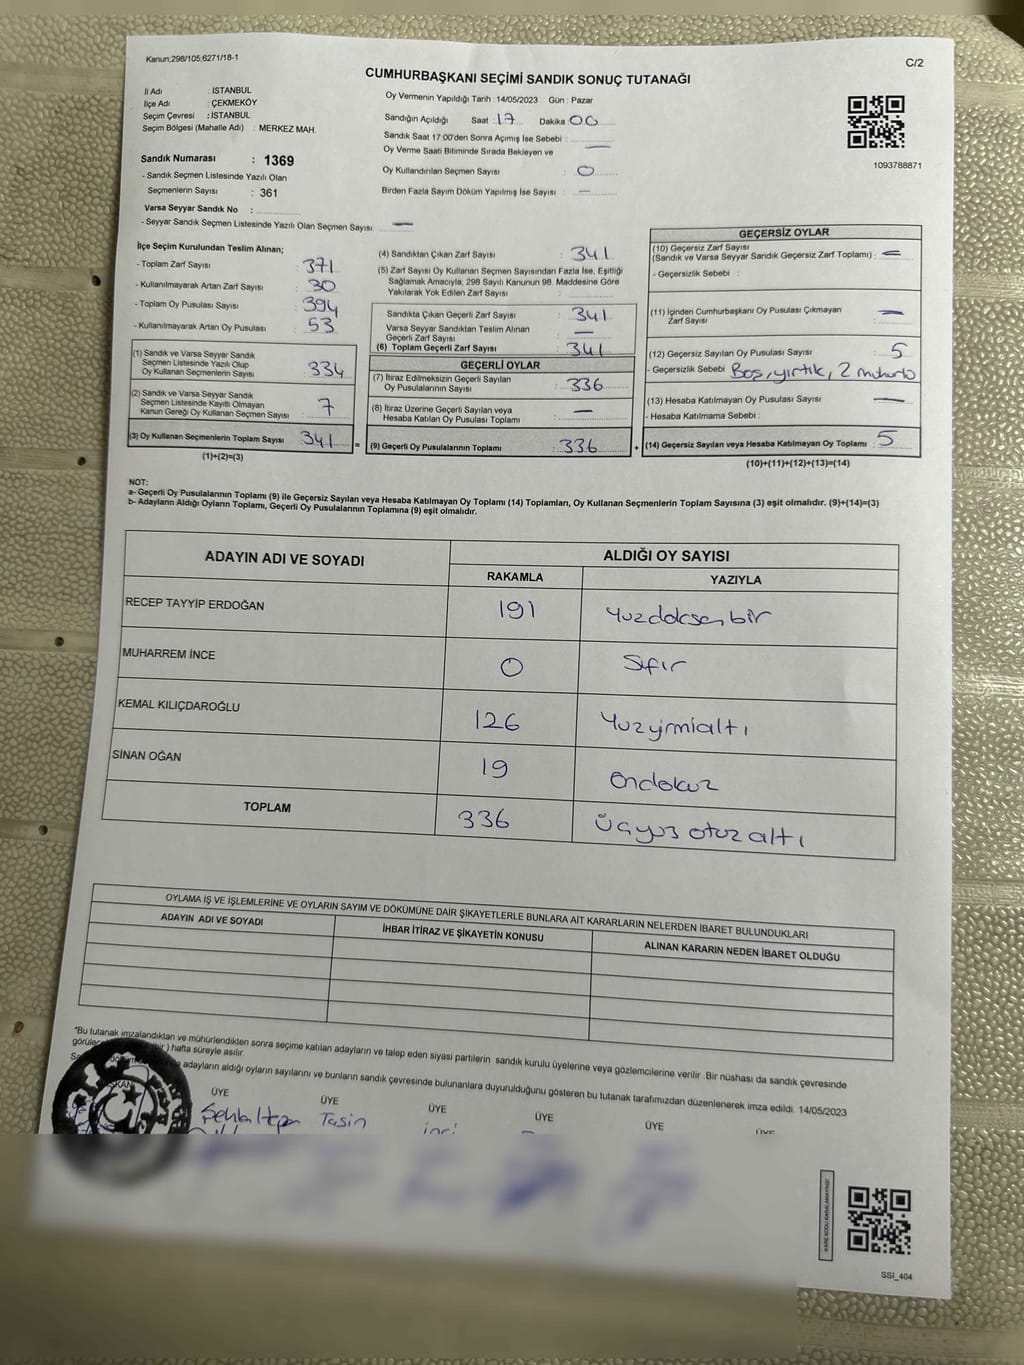 Kanun;298/105;6271/18-1
C/2
CUMHURBAŞKANI SEÇİMİ SANDIK SONUÇ TUTANAĞI
İl Adı : İSTANBUL
İlçe Adı : ÇEKMEKÖY
Seçim Çevresi : İSTANBUL
Seçim Bölgesi (Mahalle Adı) : MERKEZ MAH.
Sandık Numarası : 1369
- Sandık Seçmen Listesinde Yazılı Olan
Seçmenlerin Sayısı : 361
Varsa Seyyar Sandık No :
- Seyyar Sandık Seçmen Listesinde Yazılı Olan Seçmen Sayısı: —
Oy Vermenin Yapıldığı Tarih :14/05/2023 Gün : Pazar
Sandığın Açıldığı Saat : 17 Dakika 00
Sandık Saat 17:00'den Sonra Açımış İse Sebebi :
Oy Verme Saati Bitiminde Sırada Bekleyen ve —
Oy Kullandırılan Seçmen Sayısı : 0
Birden Fazla Sayım Döküm Yapılmış İse Sayısı : —
1093788871
İlçe Seçim Kurulundan Teslim Alınan;
- Toplam Zarf Sayısı : 371
- Kullanılmayarak Artan Zarf Sayısı : 30
- Toplam Oy Pusulası Sayısı : 394
- Kullanılmayarak Artan Oy Pusulası : 53
(1) Sandık ve Varsa Seyyar Sandık
Seçmen Listesinde Yazılı Olup
Oy Kullanan Seçmenlerin Sayısı : 334
(2) Sandık ve Varsa Seyyar Sandık
Seçmen Listesinde Kayıtlı Olmayan
Kanun Gereği Oy Kullanan Seçmen Sayısı : 7
(3) Oy Kullanan Seçmenlerin Toplam Sayısı : 341
(1)+(2)=(3)
(4) Sandıktan Çıkan Zarf Sayısı : 341
(5) Zarf Sayısı Oy Kullanan Seçmen Sayısından Fazla İse, Eşitliği
Sağlamak Amacıyla, 298 Sayılı Kanunun 98. Maddesine Göre
Yakılarak Yok Edilen Zarf Sayısı :
Sandıkta Çıkan Geçerli Zarf Sayısı : 341
Varsa Seyyar Sandıktan Teslim Alınan
Geçerli Zarf Sayısı : —
(6) Toplam Geçerli Zarf Sayısı : 341
GEÇERLİ OYLAR
(7) İtiraz Edilmeksizin Geçerli Sayılan
Oy Pusulalarının Sayısı : 336
(8) İtiraz Üzerine Geçerli Sayılan veya
Hesaba Katılan Oy Pusulası Toplamı : —
= (9) Geçerli Oy Pusulalarının Toplamı : 336
GEÇERSİZ OYLAR
(10) Geçersiz Zarf Sayısı
(Sandık ve Varsa Seyyar Sandık Geçersiz Zarf Toplamı) : —
- Geçersizlik Sebebi :
(11) İçinden Cumhurbaşkanı Oy Pusulası Çıkmayan
Zarf Sayısı : —
(12) Geçersiz Sayılan Oy Pusulası Sayısı : 5
- Geçersizlik Sebebi Boş, yırtık, 2 mühürlü
(13) Hesaba Katılmayan Oy Pusulası Sayısı : —
- Hesaba Katılmama Sebebi :
+ (14) Geçersiz Sayılan veya Hesaba Katılmayan Oy Toplamı : 5
(10)+(11)+(12)+(13)=(14)
NOT:
a- Geçerli Oy Pusulalarının Toplamı (9) ile Geçersiz Sayılan veya Hesaba Katılmayan Oy Toplamı (14) Toplamları, Oy Kullanan Seçmenlerin Toplam Sayısına (3) eşit olmalıdır. (9)+(14)=(3)
b- Adayların Aldığı Oyların Toplamı, Geçerli Oy Pusulalarının Toplamına (9) eşit olmalıdır.
ADAYIN ADI VE SOYADI ALDIĞI OY SAYISI
RAKAMLA YAZIYLA
RECEP TAYYİP ERDOĞAN 191 Yuzdoksan bir
MUHARREM İNCE 0 Sıfır
KEMAL KILIÇDAROĞLU 126 Yuzyirmialtı
SİNAN OĞAN 19 Ondokuz
TOPLAM 336 Üçyuz otuz altı
OYLAMA İŞ VE İŞLEMLERİNE VE OYLARIN SAYIM VE DÖKÜMÜNE DAİR ŞİKAYETLERLE BUNLARA AİT KARARLARIN NELERDEN İBARET BULUNDUKLARI
ADAYIN ADI VE SOYADI İHBAR İTİRAZ VE ŞİKAYETİN KONUSU ALINAN KARARIN NEDEN İBARET OLDUĞU
*Bu tutanak imzalandıktan ve mühürlendikten sonra seçime katılan adayların ve talep eden siyasi partilerin sandık kurulu üyelerine veya gözlemcilerine verilir. Bir nüshası da sandık çevresinde
hafta süreyle asılır.
adayların aldığı oyların sayılarını ve bunların sandık çevresinde bulunanlara duyurulduğunu gösteren bu tutanak tarafımızdan düzenlenerek imza edildi. 14/05/2023
ÜYE ÜYE ÜYE ÜYE ÜYE
Tasin
KARE KODU KARALAMAYINIZ!
SSI_404